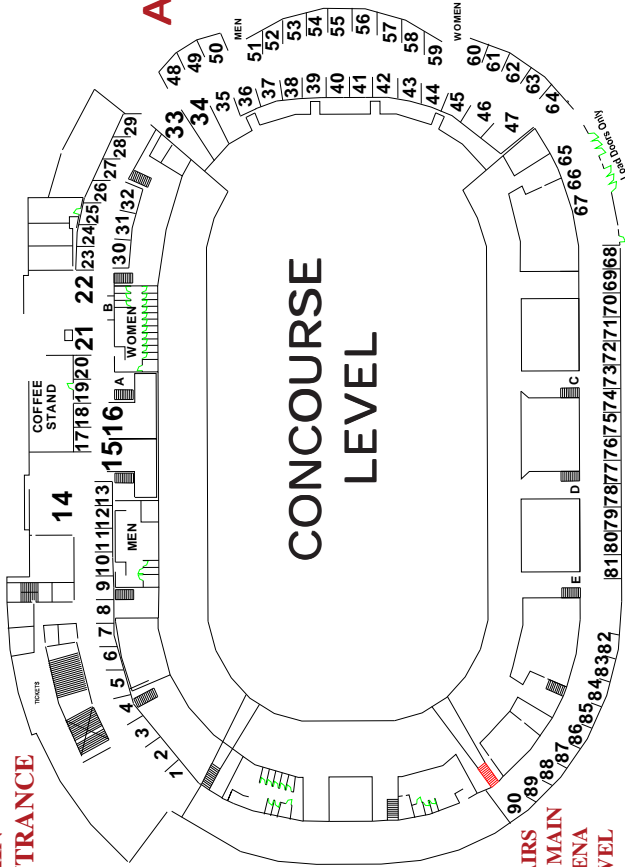 TRANCE
TICKETS
COFFEE
STAND
A
14
17 18 19 20
21
22
23 24 25 26 27 28 29
1 2 3 4 5 6 7 8 9 10 11 12 13
15 16
30 31 32
MEN
WOMEN
A
B
33
34
35 36 37 38 39 40 41 42 43 44 45 46 47
48 49 50
MEN
51 52 53 54 55 56 57 58 59
WOMEN
60 61 62 63 64
oad Doors Only
65 66 67
CONCOURSE
LEVEL
C
D
E
90 89 88 87 86 85 84 83 82
81 80 79 78 77 76 75 74 73 72 71 70 69 68
IRS
MAIN
ENA
VEL